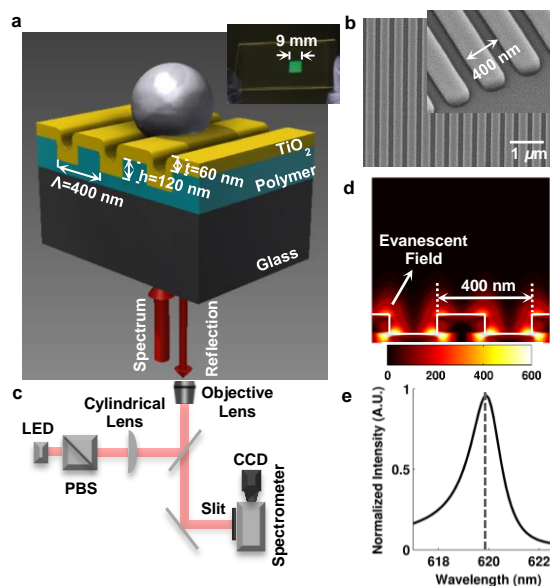 a
9 mm
TiO2
t=60 nm
h=120 nm
Λ=400 nm
Polymer
Glass
Spectrum
Reflection
b
400 nm
1 μm
d
Evanescent
Field
400 nm
0 200 400 600
c
Objective
Lens
Cylindrical
Lens
LED
PBS
CCD
Slit
Spectrometer
e
Normalized Intensity (A.U.)
1
0.5
0
618 620 622
Wavelength (nm)